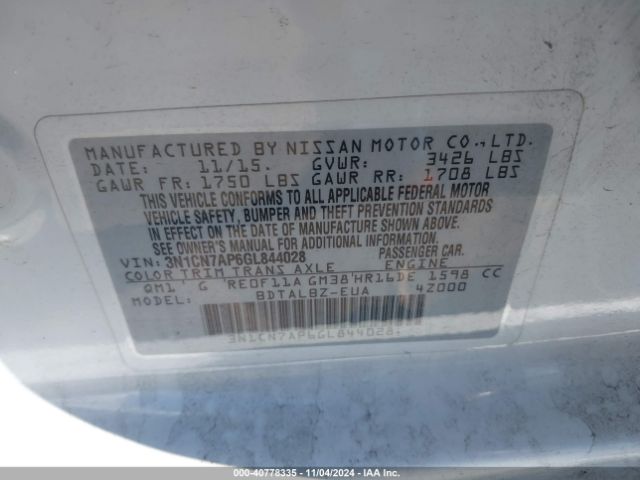 MANUFACTURED BY NISSAN MOTOR CO., LTD.
DATE: 11/15. GVWR: 3426 LBS
GAWR FR: 1750 LBS GAWR RR: 1708 LBS
THIS VEHICLE CONFORMS TO ALL APPLICABLE FEDERAL MOTOR
VEHICLE SAFETY, BUMPER AND THEFT PREVENTION STANDARDS
IN EFFECT ON THE DATE OF MANUFACTURE SHOWN ABOVE.
SEE OWNER'S MANUAL FOR MORE INFORMATION
VIN: 3N1CN7AP6GL844028 PASSENGER CAR.
COLOR TRIM TRANS AXLE ENGINE
QM1 G RE0F11A GM38 HR16DE 1598 CC
BDTALBZ-EUA 4Z000
3N1CN7AP6GL844028.
000-40778335 - 11/04/2024 - IAA Inc.